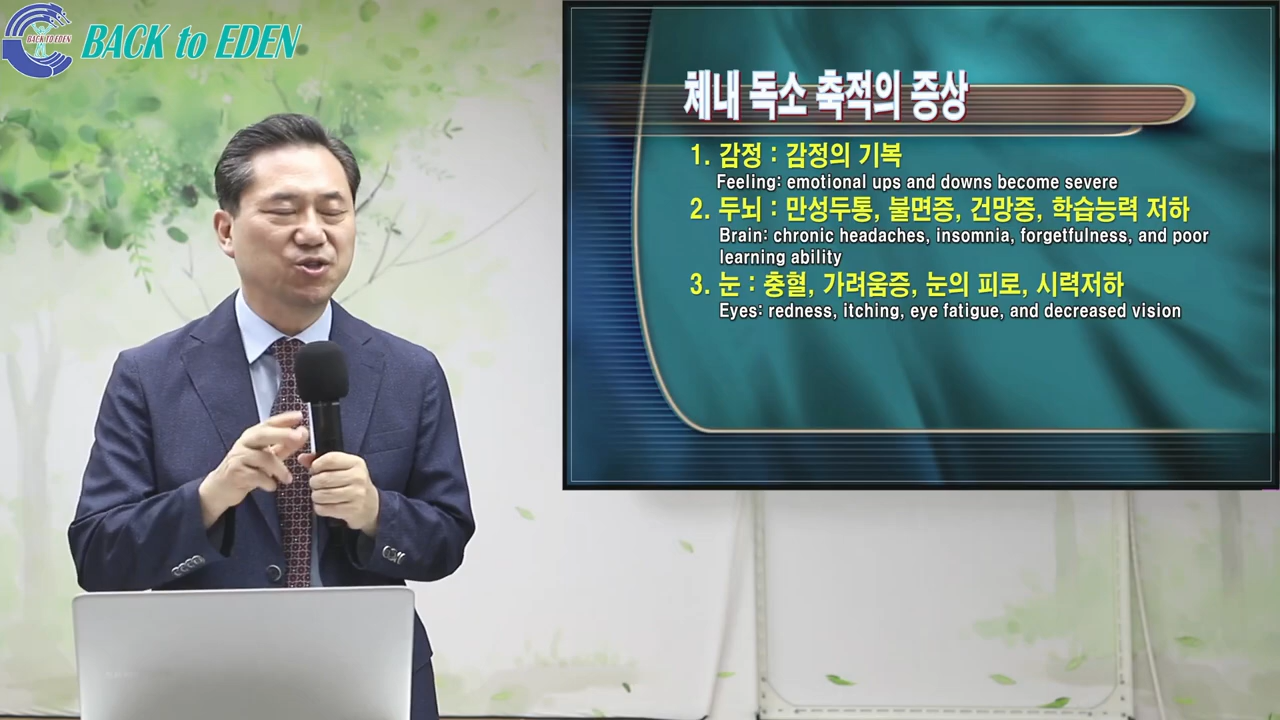 BACK TO EDEN
BACK to EDEN
체내 독소 축적의 증상
1. 감정 : 감정의 기복
Feeling: emotional ups and downs become severe
2. 두뇌 : 만성두통, 불면증, 건망증, 학습능력 저하
Brain: chronic headaches, insomnia, forgetfulness, and poor
learning ability
3. 눈 : 충혈, 가려움증, 눈의 피로, 시력저하
Eyes: redness, itching, eye fatigue, and decreased vision